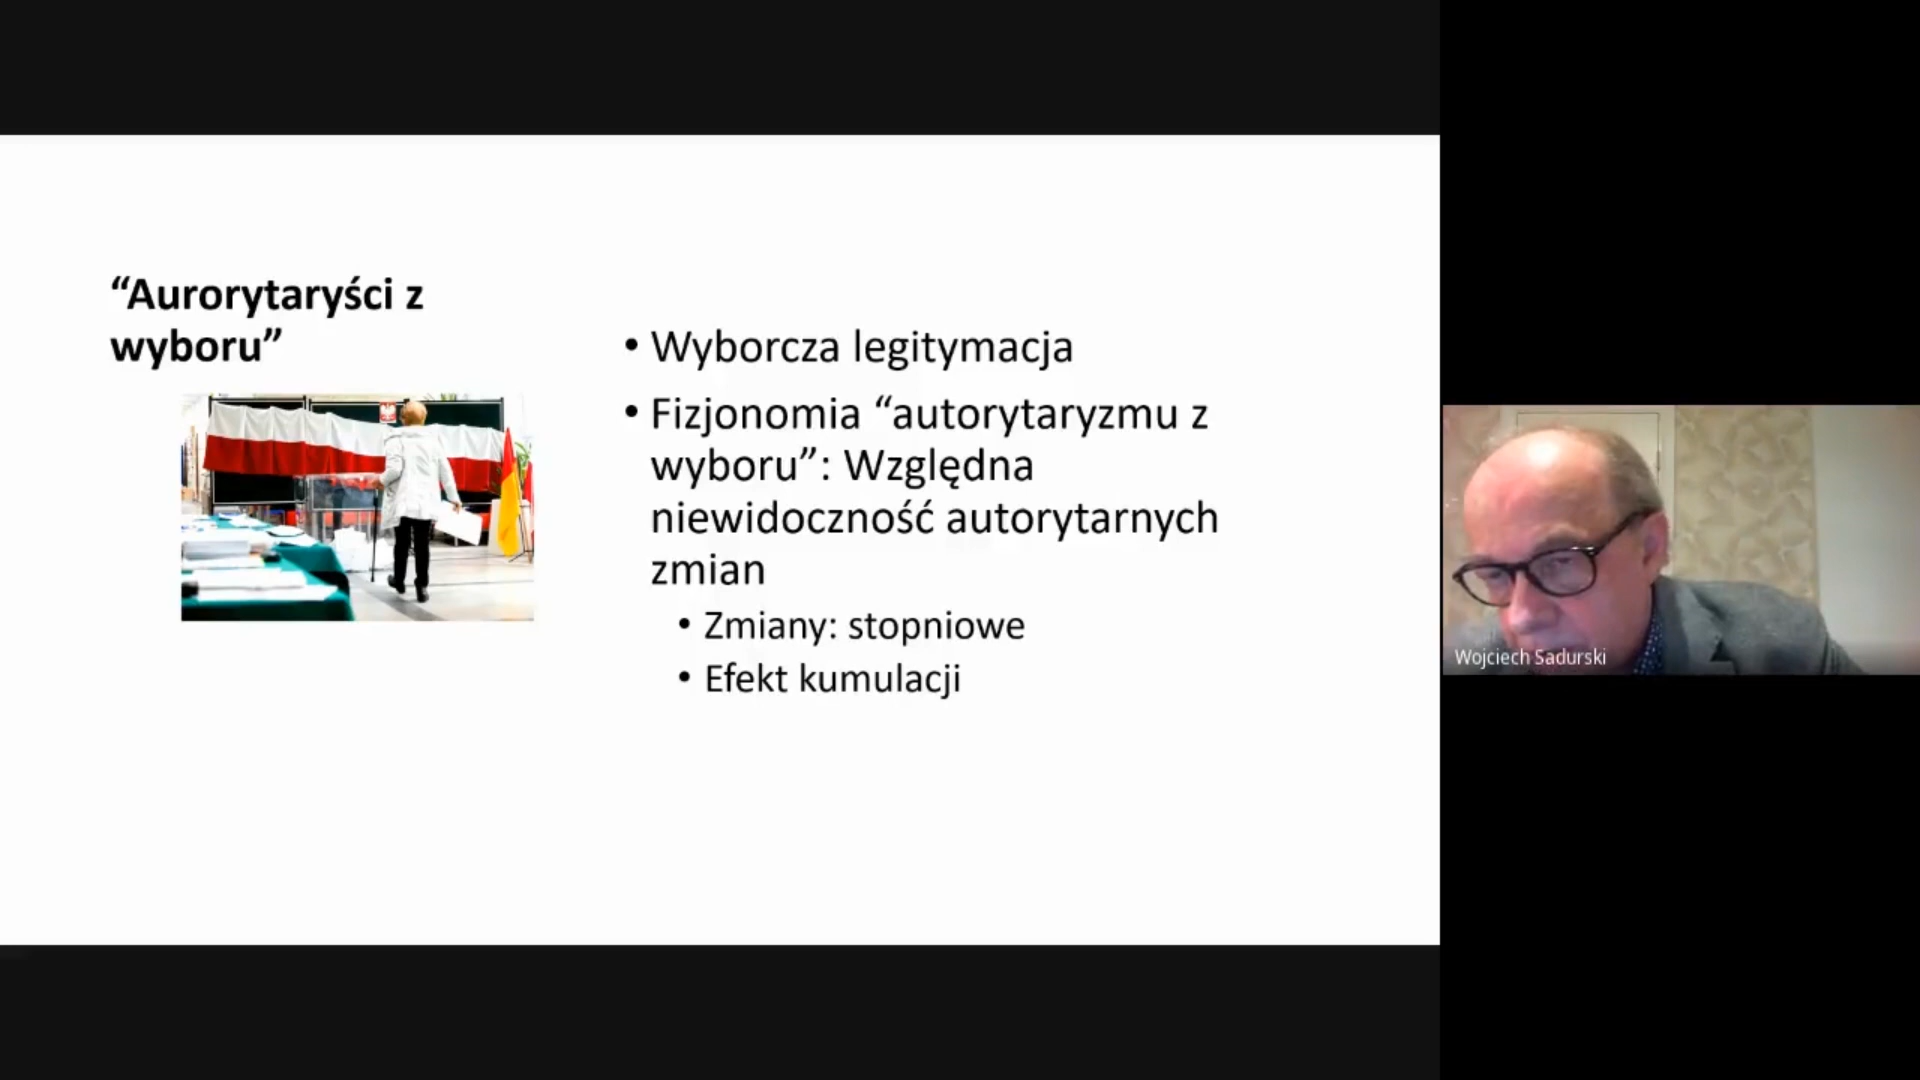 “Aurorytaryści z
wyboru”
• Wyborcza legitymacja
• Fizjonomia “autorytaryzmu z
wyboru”: Względna
niewidoczność autorytarnych
zmian
• Zmiany: stopniowe
• Efekt kumulacji
Wojciech Sadurski